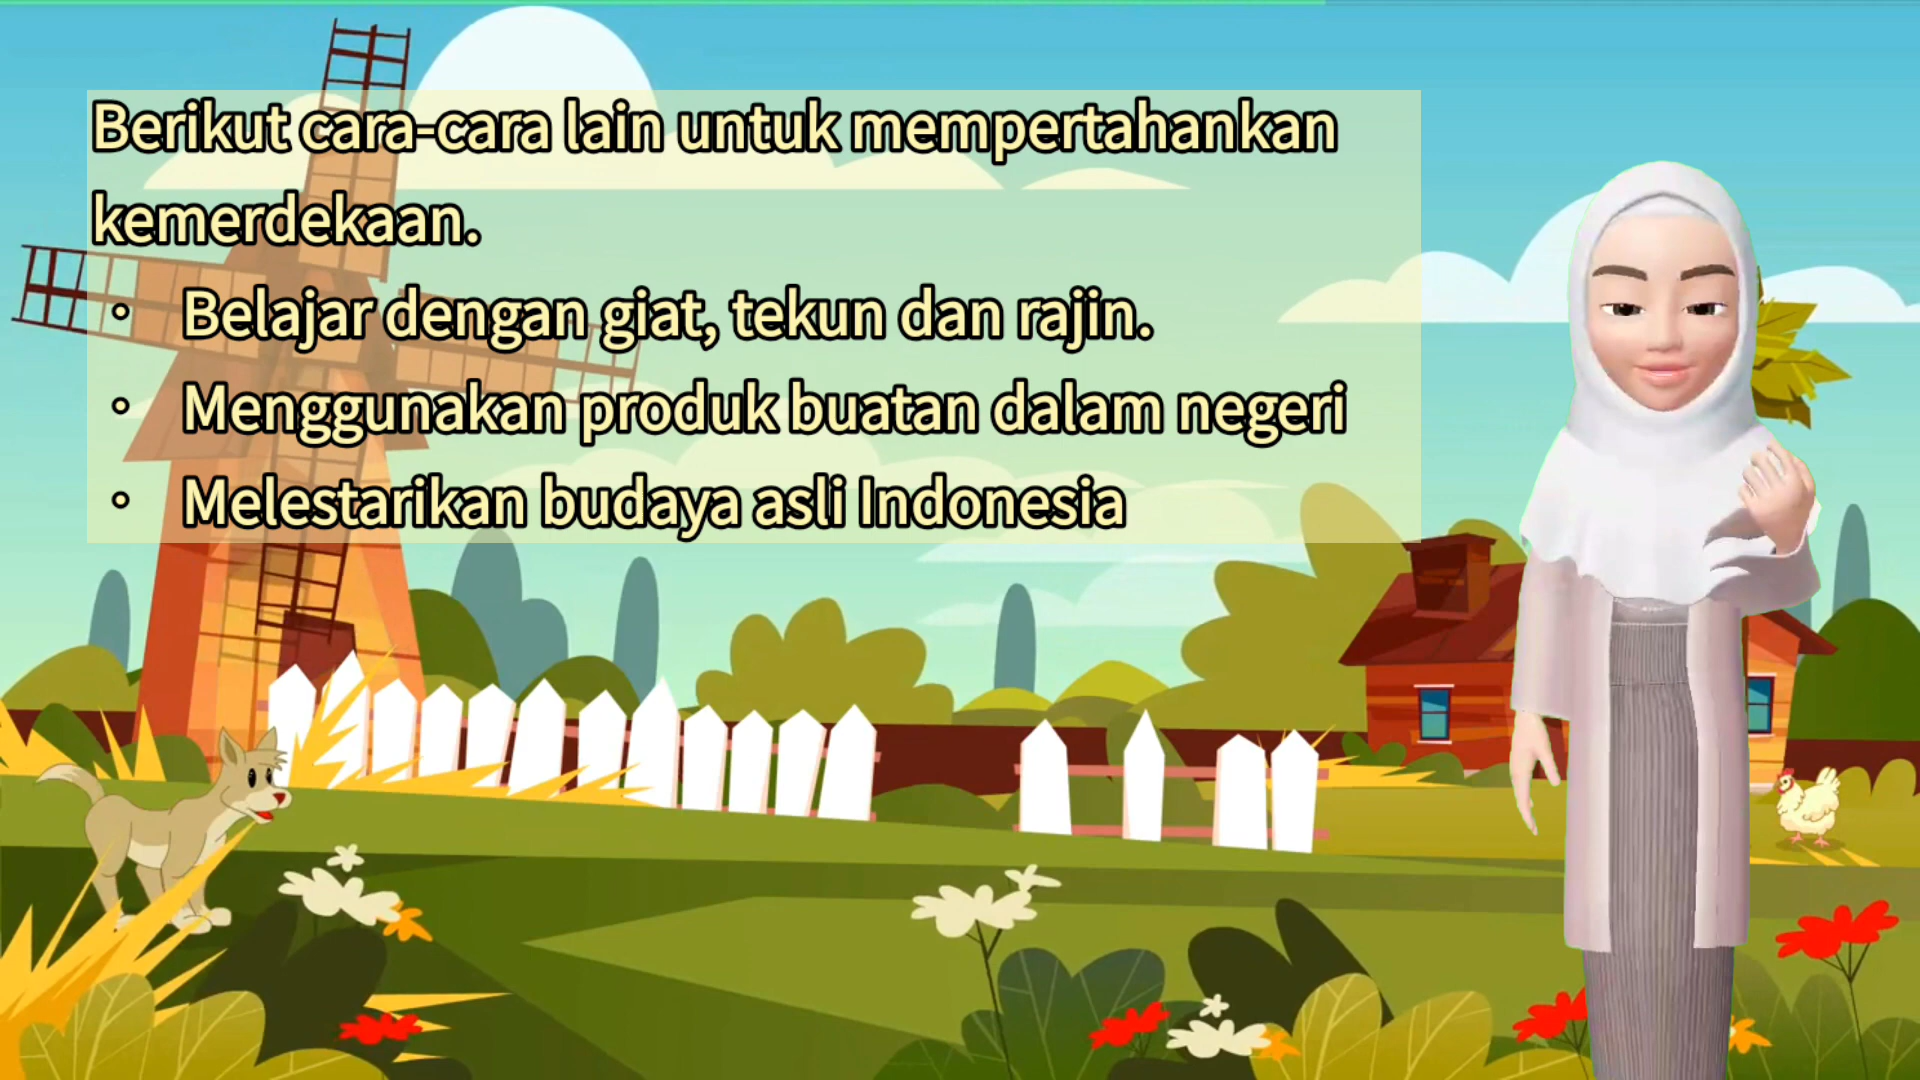 Berikut cara-cara lain untuk mempertahankan
kemerdekaan.
• Belajar dengan giat, tekun dan rajin.
• Menggunakan produk buatan dalam negeri
• Melestarikan budaya asli Indonesia